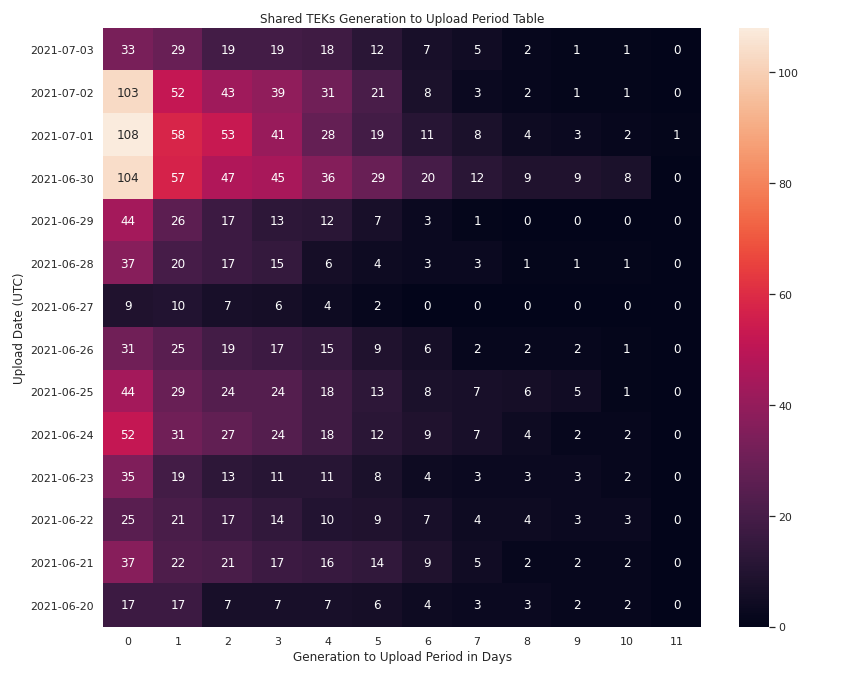 Shared TEKs Generation to Upload Period Table
2021-07-03 33 29 19 19 18 12 7 5 2 1 1 0
2021-07-02 103 52 43 39 31 21 8 3 2 1 1 0
2021-07-01 108 58 53 41 28 19 11 8 4 3 2 1
2021-06-30 104 57 47 45 36 29 20 12 9 9 8 0
2021-06-29 44 26 17 13 12 7 3 1 0 0 0 0
2021-06-28 37 20 17 15 6 4 3 3 1 1 1 0
2021-06-27 9 10 7 6 4 2 0 0 0 0 0 0
2021-06-26 31 25 19 17 15 9 6 2 2 2 1 0
2021-06-25 44 29 24 24 18 13 8 7 6 5 1 0
2021-06-24 52 31 27 24 18 12 9 7 4 2 2 0
2021-06-23 35 19 13 11 11 8 4 3 3 3 2 0
2021-06-22 25 21 17 14 10 9 7 4 4 3 3 0
2021-06-21 37 22 21 17 16 14 9 5 2 2 2 0
2021-06-20 17 17 7 7 7 6 4 3 3 2 2 0
0 1 2 3 4 5 6 7 8 9 10 11
Generation to Upload Period in Days
Upload Date (UTC)
100
80
60
40
20
0